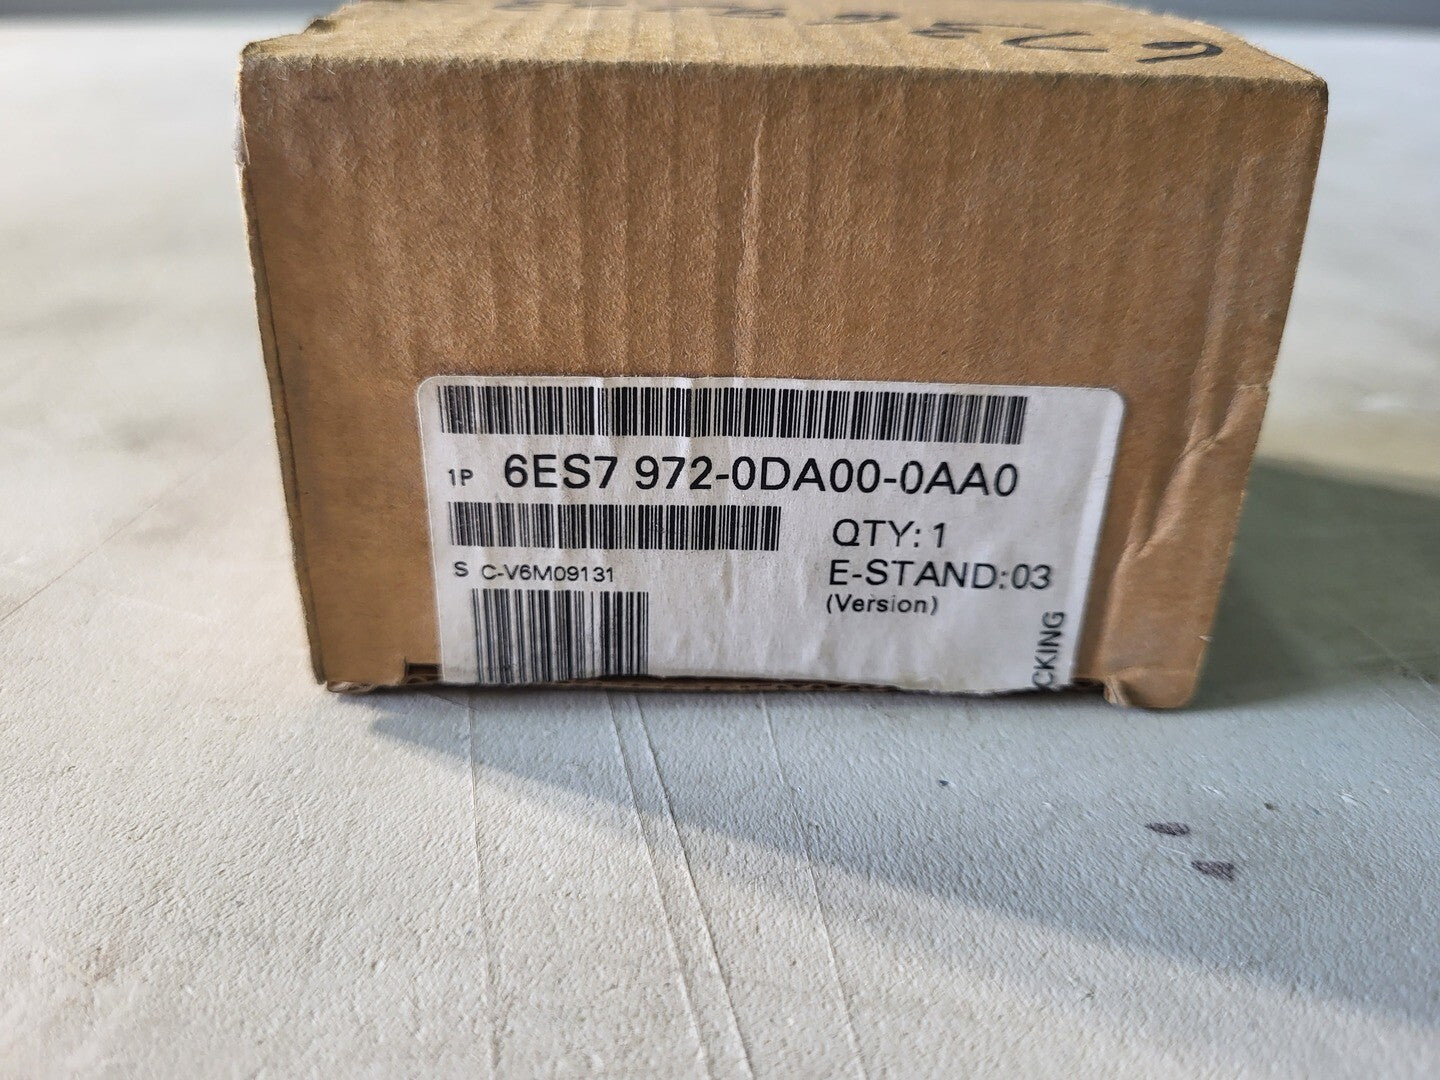 1P 6ES7 972-0DA00-0AA0
QTY: 1
S C-V6M09131
E-STAND:03
(Version)
CKING